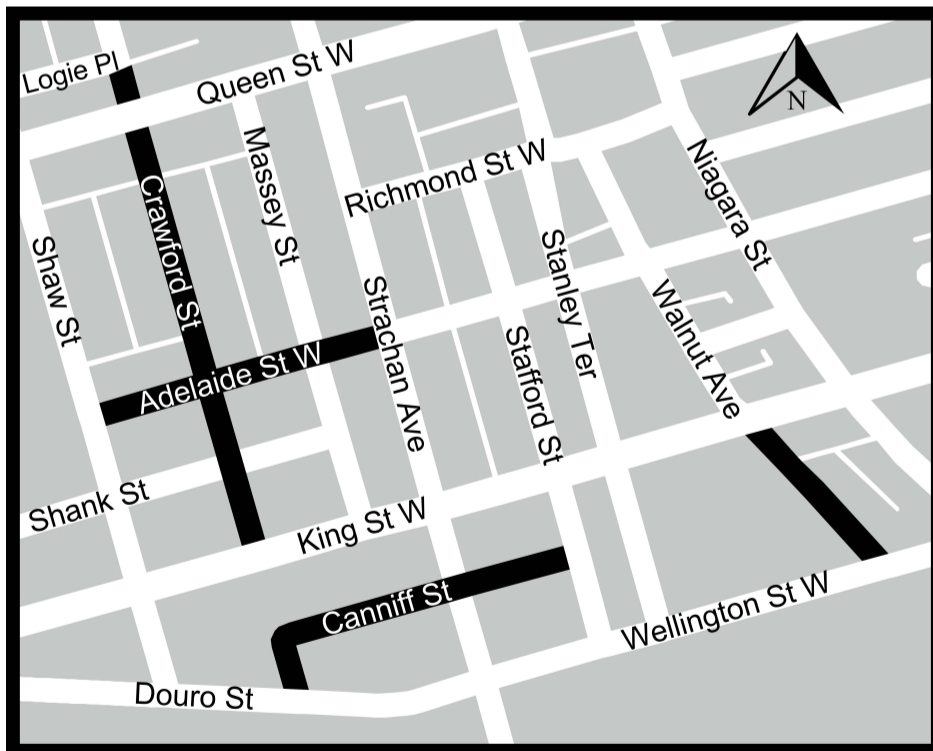 Logie Pl
Queen St W
Massey St
Crawford St
Shaw St
Richmond St W
Niagara St
N
Stanley Ter
Strachan Ave
Walnut Ave
Stafford St
Adelaide St W
Shank St
King St W
Canniff St
Wellington St W
Douro St